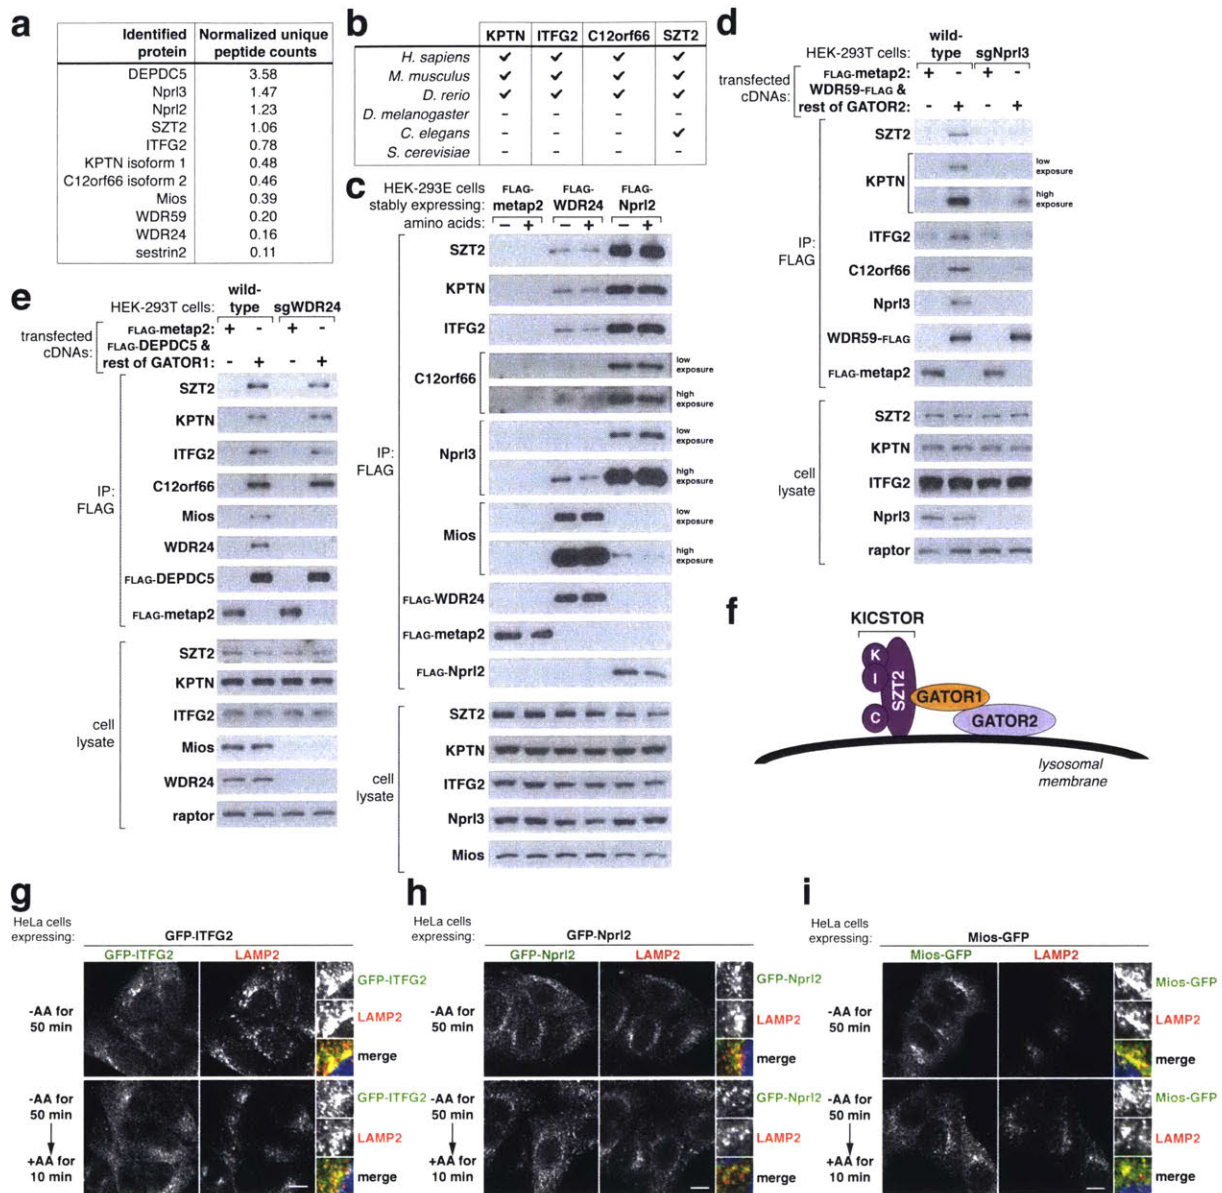 a
Identified protein Normalized unique peptide counts
DEPDC5 3.58
Nprl3 1.47
Nprl2 1.23
SZT2 1.06
ITFG2 0.78
KPTN isoform 1 0.48
C12orf66 isoform 2 0.46
Mios 0.39
WDR59 0.20
WDR24 0.16
sestrin2 0.11
b
KPTN ITFG2 C12orf66 SZT2
H. sapiens ✓ ✓ ✓ ✓
M. musculus ✓ ✓ ✓ ✓
D. rerio ✓ ✓ ✓ ✓
D. melanogaster - - - -
C. elegans - - - ✓
S. cerevisiae - - - -
c
HEK-293E cells stably expressing:
FLAG-metap2 FLAG-WDR24 FLAG-Nprl2
amino acids: - + - + - +
IP: FLAG
SZT2
KPTN
ITFG2
C12orf66
low exposure
high exposure
Nprl3
low exposure
high exposure
Mios
low exposure
high exposure
FLAG-WDR24
FLAG-metap2
FLAG-Nprl2
cell lysate
SZT2
KPTN
ITFG2
Nprl3
Mios
d
HEK-293T cells: wild-type sgNprl3
transfected cDNAs:
FLAG-metap2: + - + -
WDR59-FLAG &
rest of GATOR2: - + - +
IP: FLAG
SZT2
KPTN
low exposure
high exposure
ITFG2
C12orf66
Nprl3
WDR59-FLAG
FLAG-metap2
cell lysate
SZT2
KPTN
ITFG2
Nprl3
raptor
e
HEK-293T cells: wild-type sgWDR24
transfected cDNAs:
FLAG-metap2: + - + -
FLAG-DEPDC5 &
rest of GATOR1: - + - +
IP: FLAG
SZT2
KPTN
ITFG2
C12orf66
Mios
WDR24
FLAG-DEPDC5
FLAG-metap2
cell lysate
SZT2
KPTN
ITFG2
Mios
WDR24
raptor
f
KICSTOR
K
I
C
SZT2
GATOR1
GATOR2
lysosomal membrane
g
HeLa cells expressing:
GFP-ITFG2
GFP-ITFG2 LAMP2
-AA for 50 min
GFP-ITFG2
LAMP2
merge
-AA for 50 min
+AA for 10 min
GFP-ITFG2
LAMP2
merge
h
HeLa cells expressing:
GFP-Nprl2
GFP-Nprl2 LAMP2
-AA for 50 min
GFP-Nprl2
LAMP2
merge
-AA for 50 min
+AA for 10 min
GFP-Nprl2
LAMP2
merge
i
HeLa cells expressing:
Mios-GFP
Mios-GFP LAMP2
-AA for 50 min
Mios-GFP
LAMP2
merge
-AA for 50 min
+AA for 10 min
Mios-GFP
LAMP2
merge